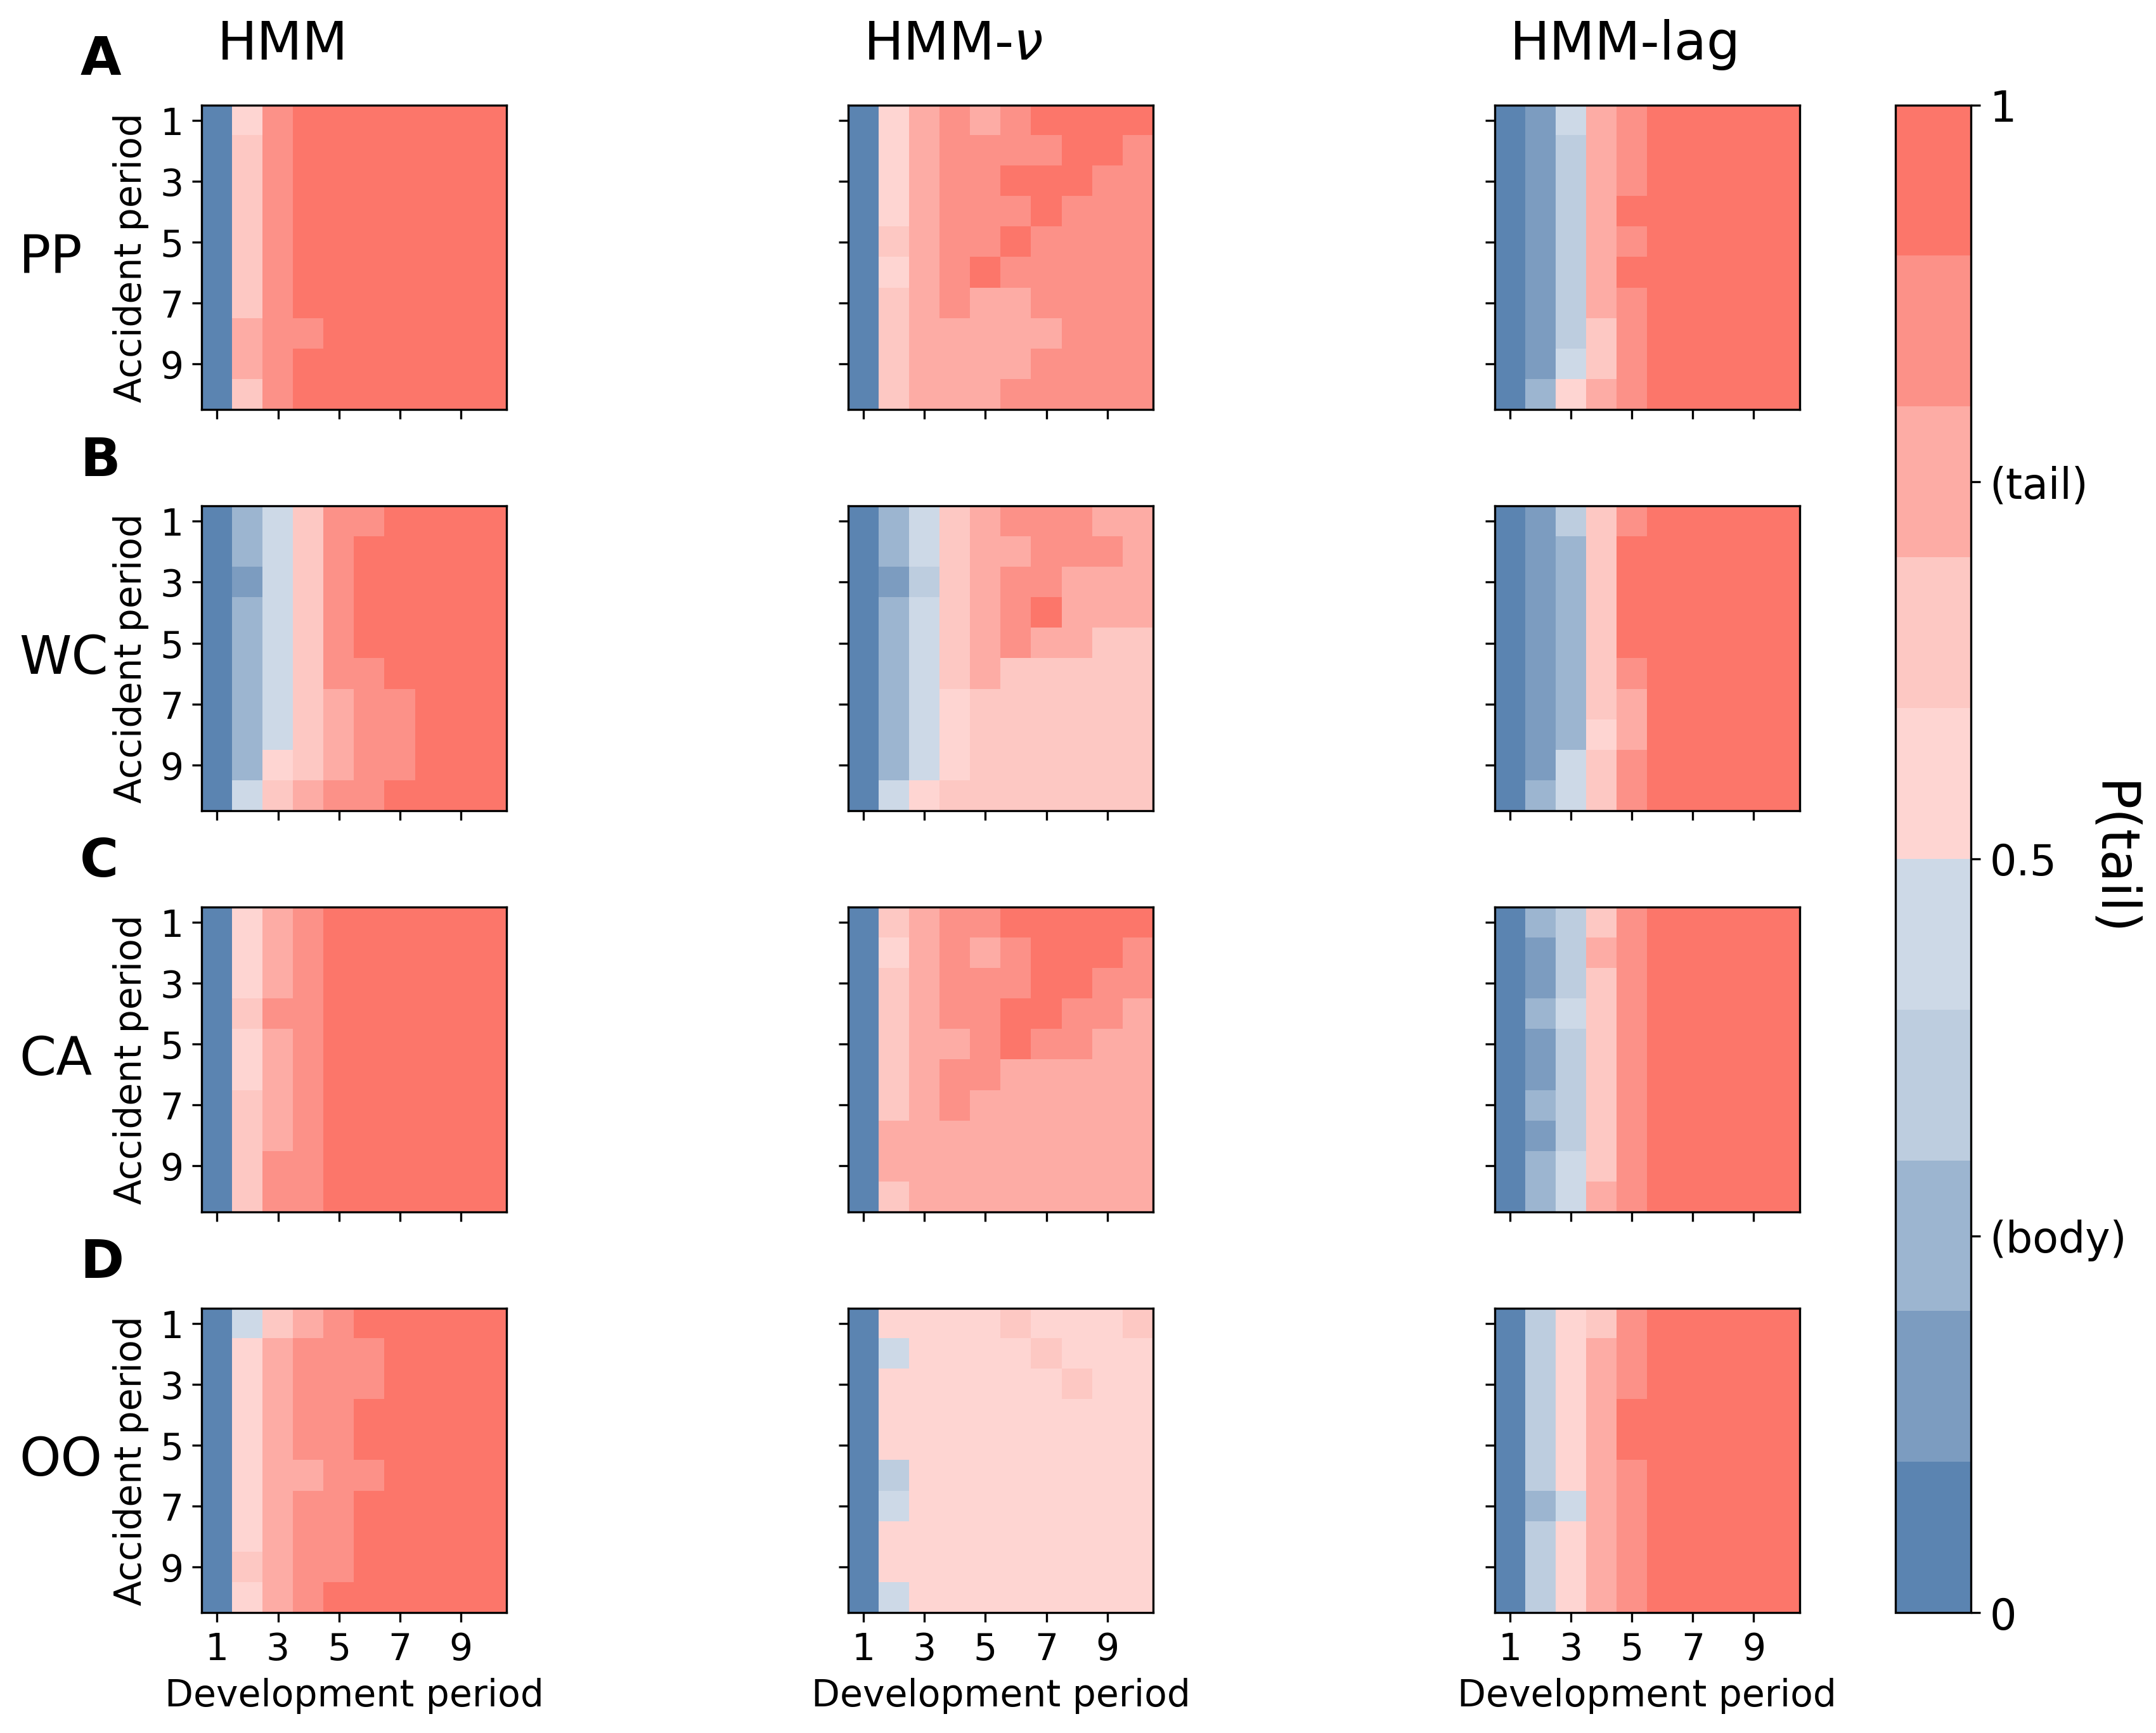 A
HMM
HMM-ν
HMM-lag
PP
Accident period
1
3
5
7
9
B
WC
Accident period
1
3
5
7
9
C
CA
Accident period
1
3
5
7
9
D
OO
Accident period
1
3
5
7
9
1 3 5 7 9
Development period
1 3 5 7 9
Development period
1 3 5 7 9
Development period
1
(tail)
0.5
(body)
0
P(tail)